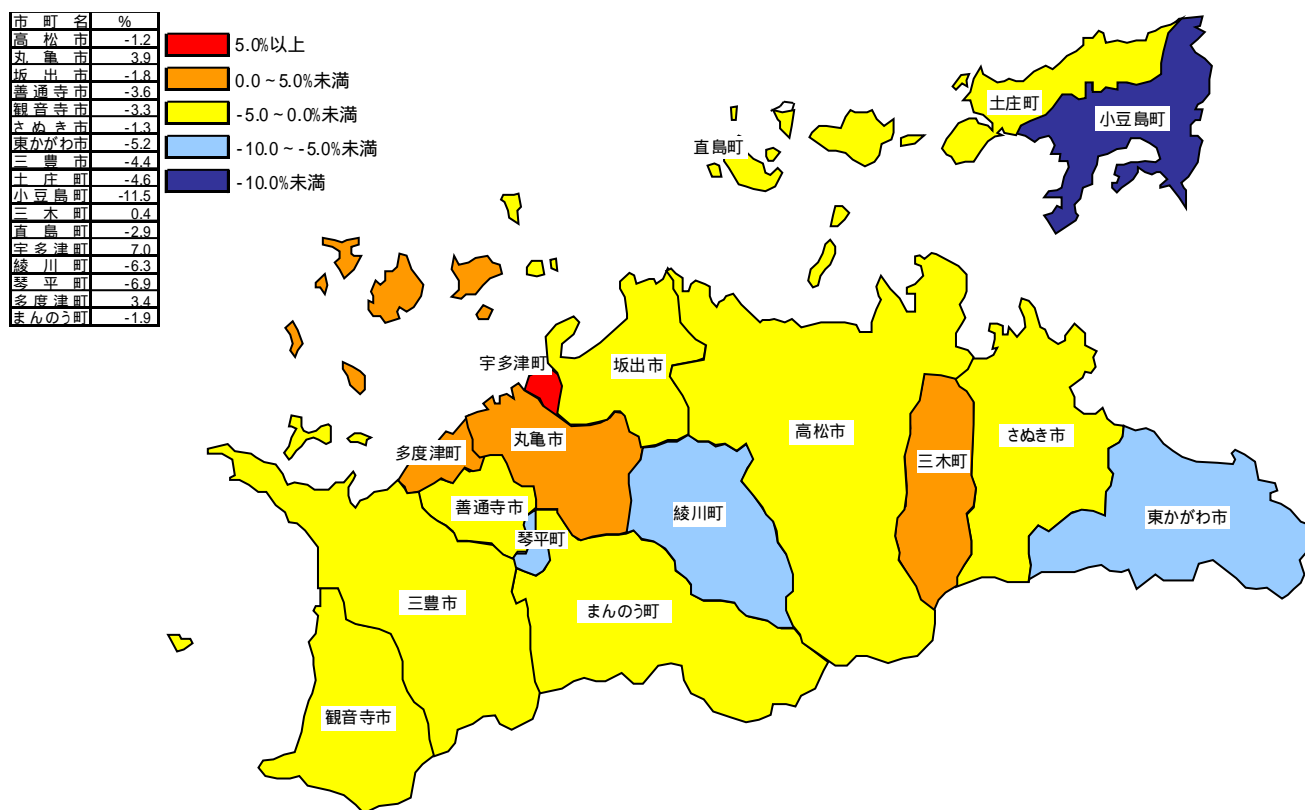 市町名 %
高松市 -1.2
丸亀市 3.9
坂出市 -1.8
善通寺市 -3.6
観音寺市 -3.3
さぬき市 -1.3
東かがわ市 -5.2
三豊市 -4.4
土庄町 -4.6
小豆島町 -11.5
三木町 0.4
直島町 -2.9
宇多津町 7.0
綾川町 -6.3
琴平町 -6.9
多度津町 3.4
まんのう町 -1.9
5.0%以上
0.0～5.0%未満
-5.0～0.0%未満
-10.0～-5.0%未満
-10.0%未満
土庄町
小豆島町
直島町
宇多津町
坂出市
高松市
さぬき市
丸亀市
多度津町
三木町
善通寺市
綾川町
東かがわ市
琴平町
三豊市
まんのう町
観音寺市